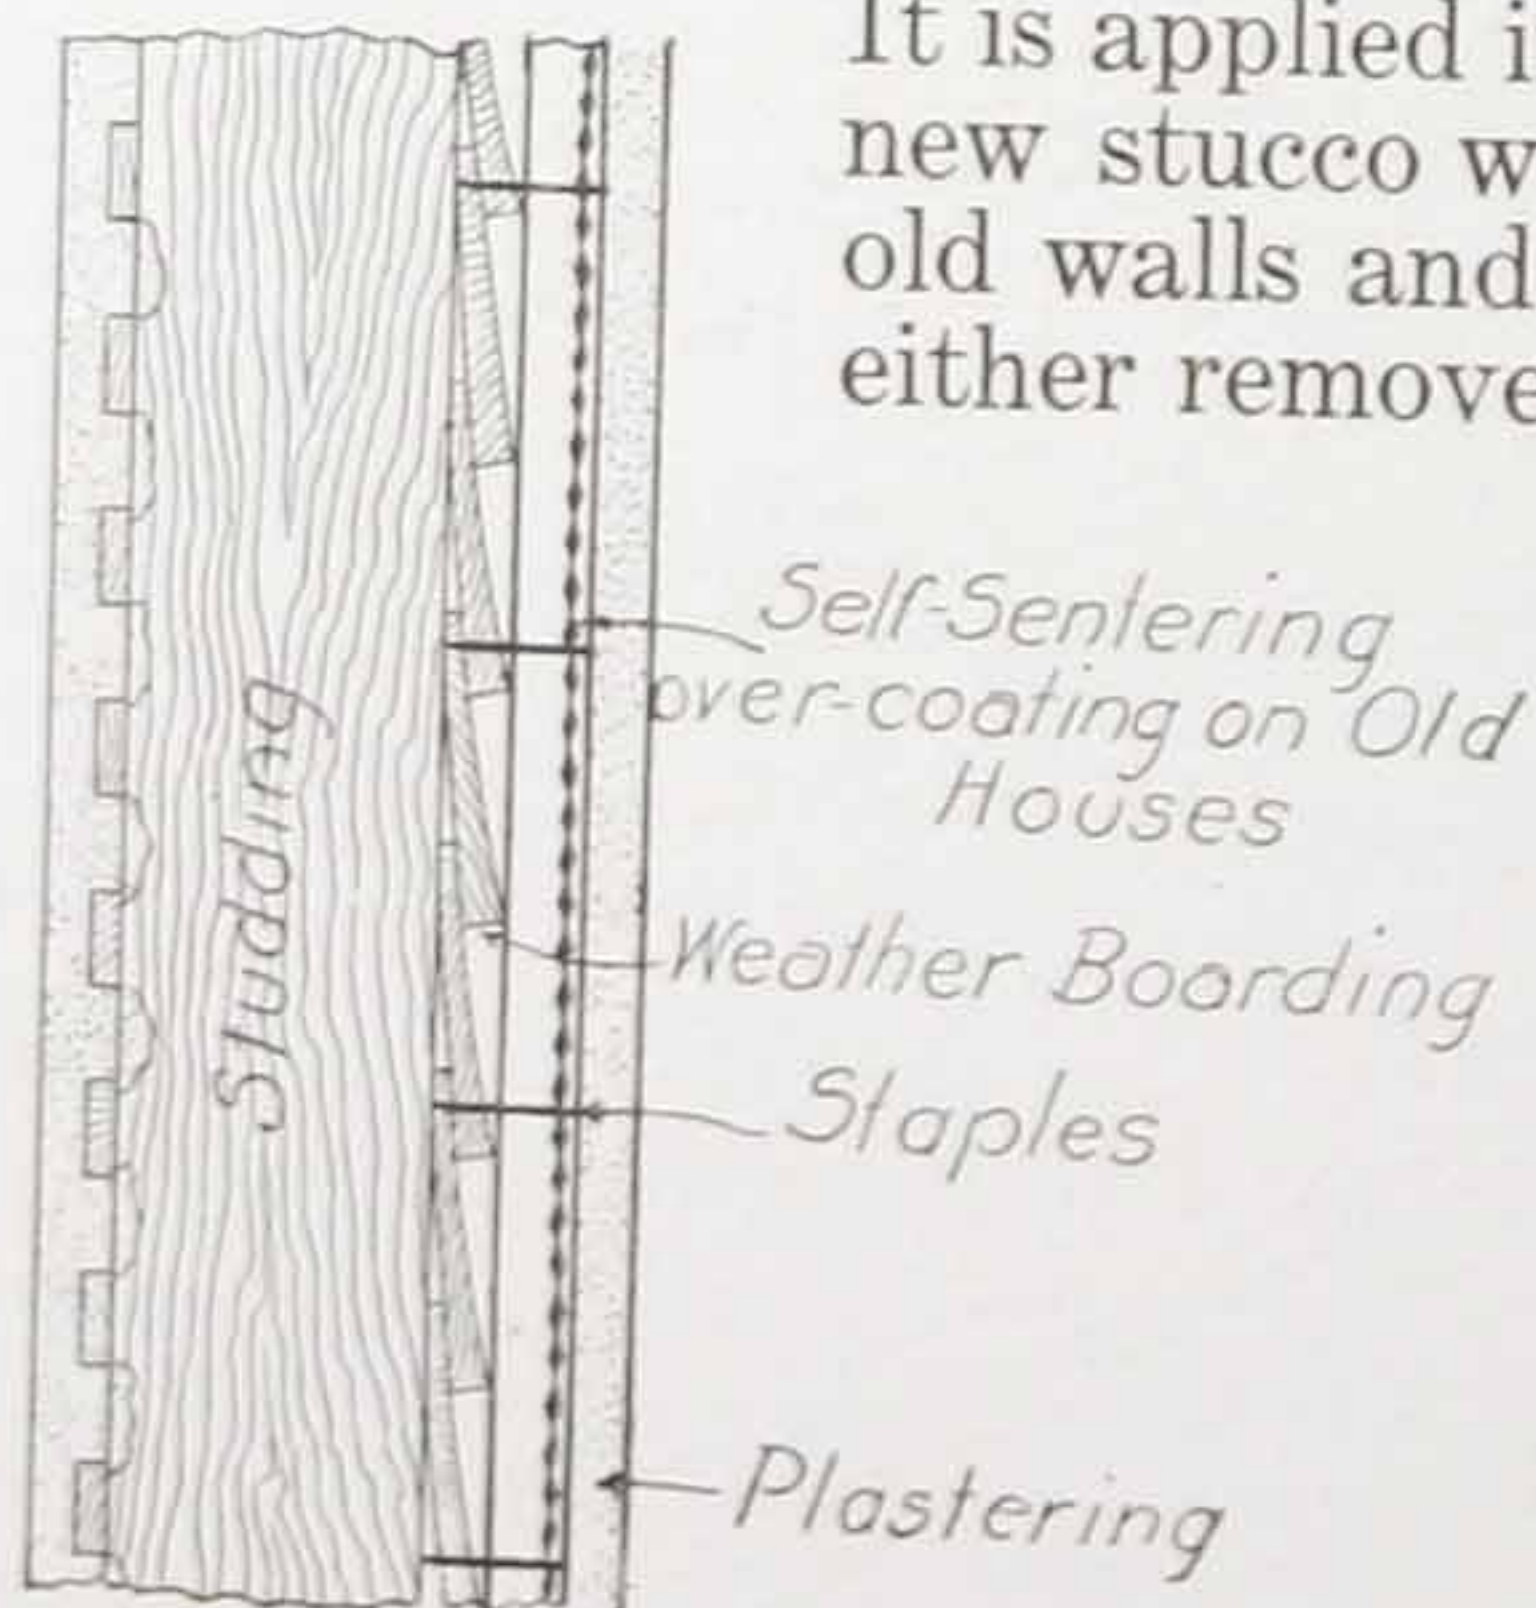 It is applied i
new stucco w
old walls and
either remove
Studding
Self-Sentering
over-coating on Old
Houses
Weather Boarding
Staples
Plastering